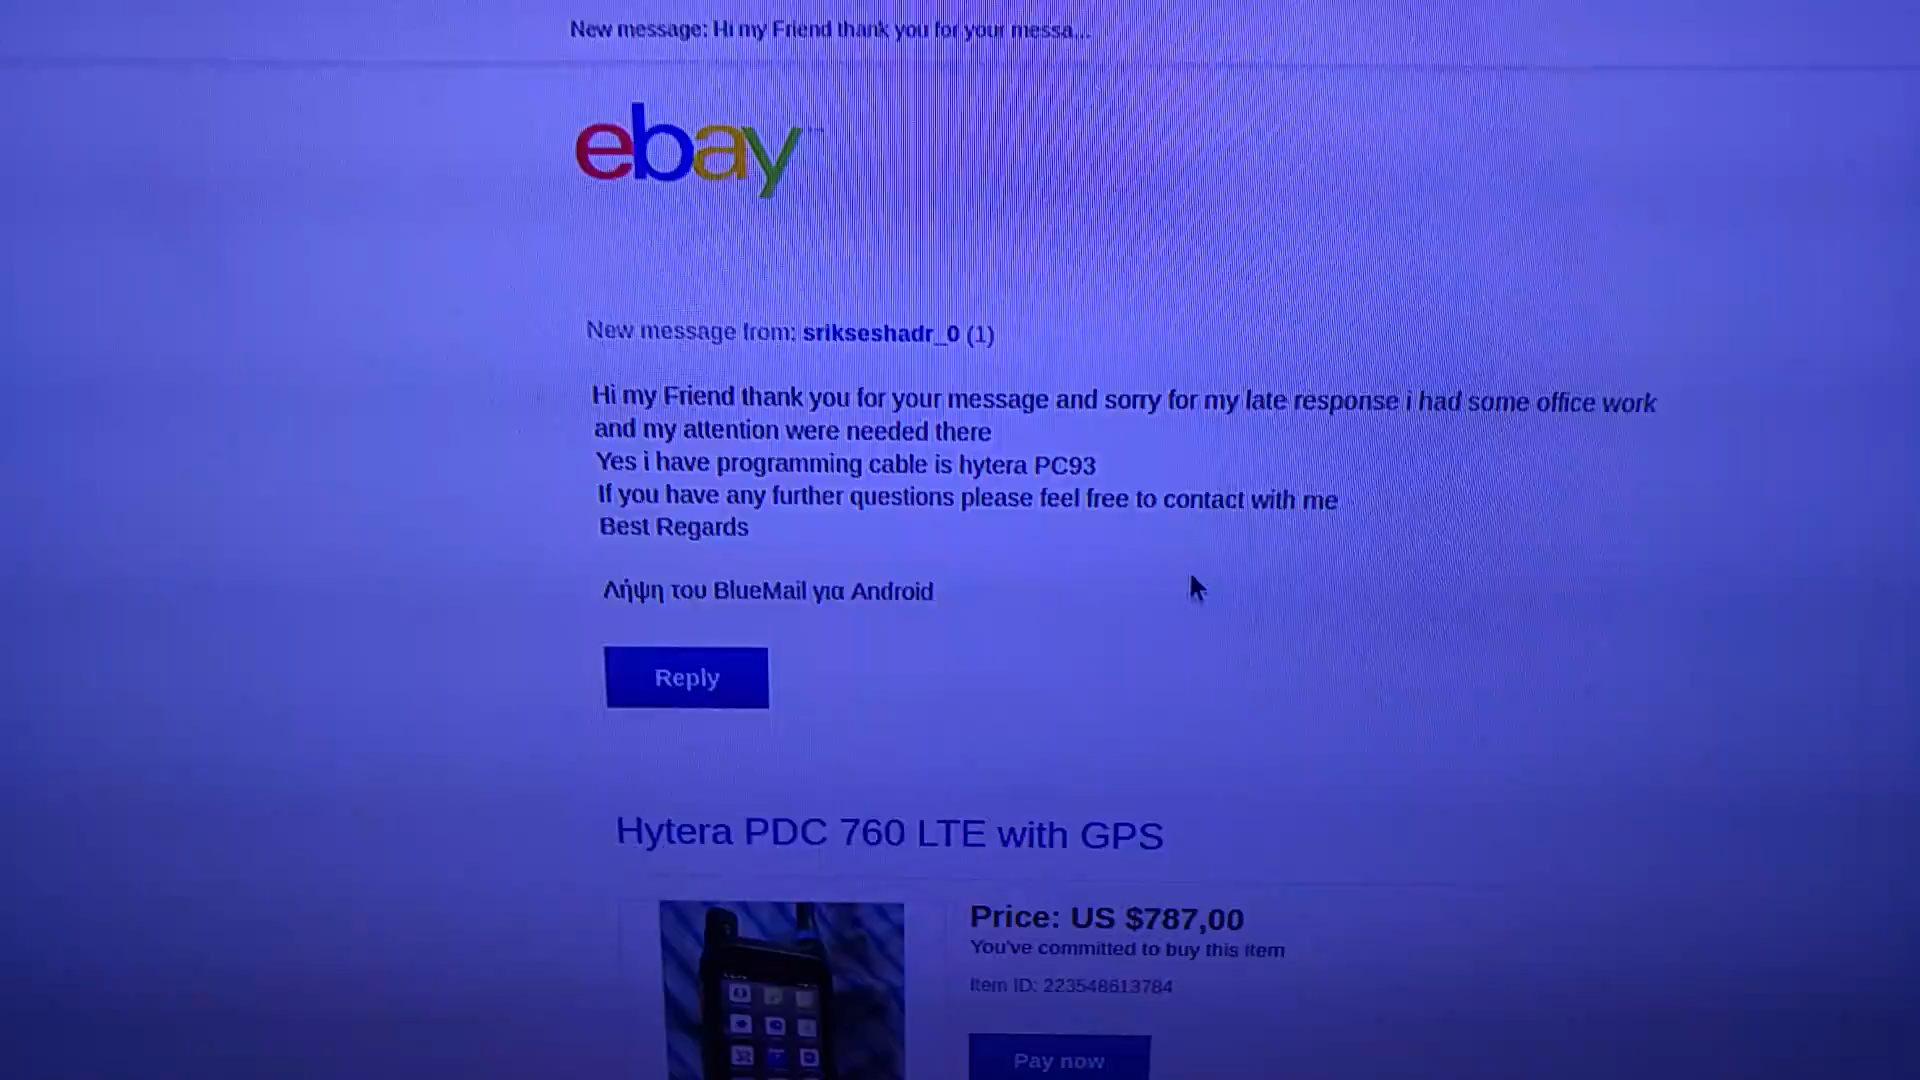 New message: Hi my Friend thank you for your messa...
ebay
New message from: srikseshadr_0 (1)
Hi my Friend thank you for your message and sorry for my late response i had some office work
and my attention were needed there
Yes i have programming cable is hytera PC93
If you have any further questions please feel free to contact with me
Best Regards
Λήψη του BlueMail για Android
Reply
Hytera PDC 760 LTE with GPS
Price: US $787,00
You've committed to buy this item
Item ID: 223548613784
Pay now